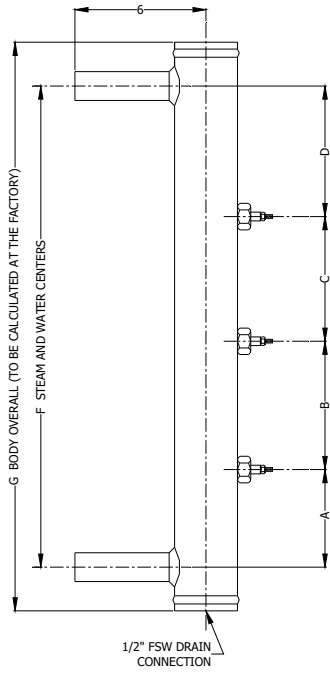 6
G BODY OVERALL (TO BE CALCULATED AT THE FACTORY)
F STEAM AND WATER CENTERS
D
C
B
A
1/2" FSW DRAIN
CONNECTION